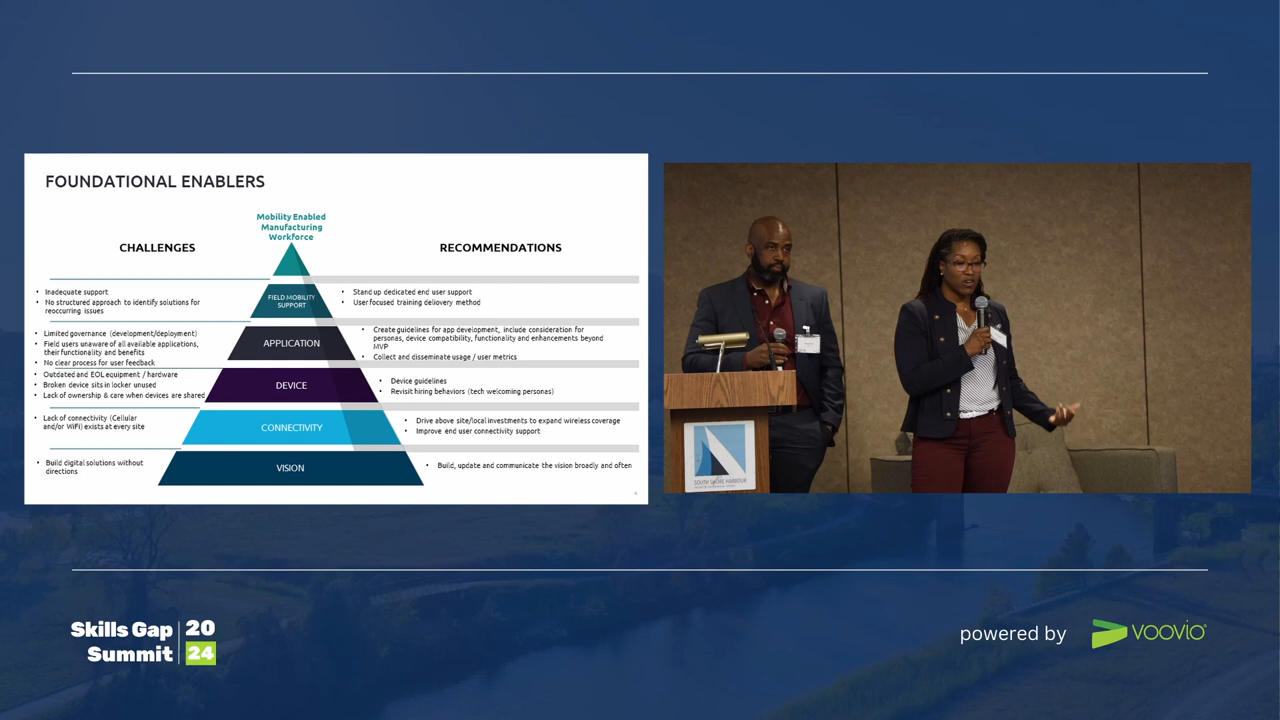 FOUNDATIONAL ENABLERS
Mobility Enabled
Manufacturing
Workforce
CHALLENGES
RECOMMENDATIONS
• Inadequate support
• No structured approach to identify solutions for
reoccurring issues
FIELD MOBILITY
SUPPORT
• Stand up dedicated end user support
• User focused training delivery method
• Limited governance (development/deployment)
• Field users unaware of all available applications,
their functionality and benefits
• No clear process for user feedback
APPLICATION
• Create guidelines for app development, include consideration for
personas, device compatibility, functionality and enhancements beyond
MVP
• Collect and disseminate usage / user metrics
• Outdated and EOL equipment / hardware
• Broken device sits in locker unused
• Lack of ownership & care when devices are shared
DEVICE
• Device guidelines
• Revisit hiring behaviors (tech welcoming personas)
• Lack of connectivity (Cellular
and/or WiFi) exists at every site
CONNECTIVITY
• Drive above site/local investments to expand wireless coverage
• Improve end user connectivity support
• Build digital solutions without
directions
VISION
• Build, update and communicate the vision broadly and often
SOUTH SHORE HARBOUR
Skills Gap
Summit
20
24
powered by
VOOVIO